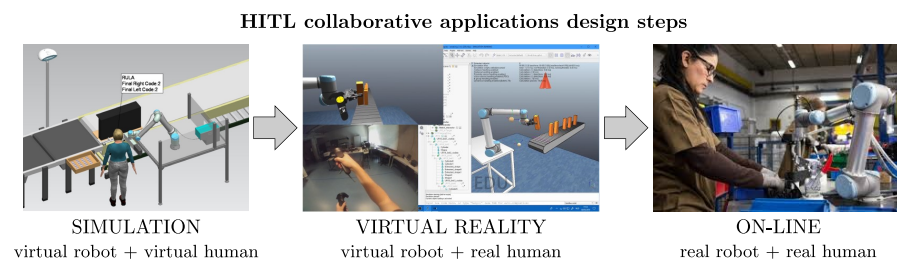 HITL collaborative applications design steps
RULA
Final Right Code:2
Final Left Code:2
EDU
SIMULATION
VIRTUAL REALITY
ON-LINE
virtual robot + virtual human
virtual robot + real human
real robot + real human